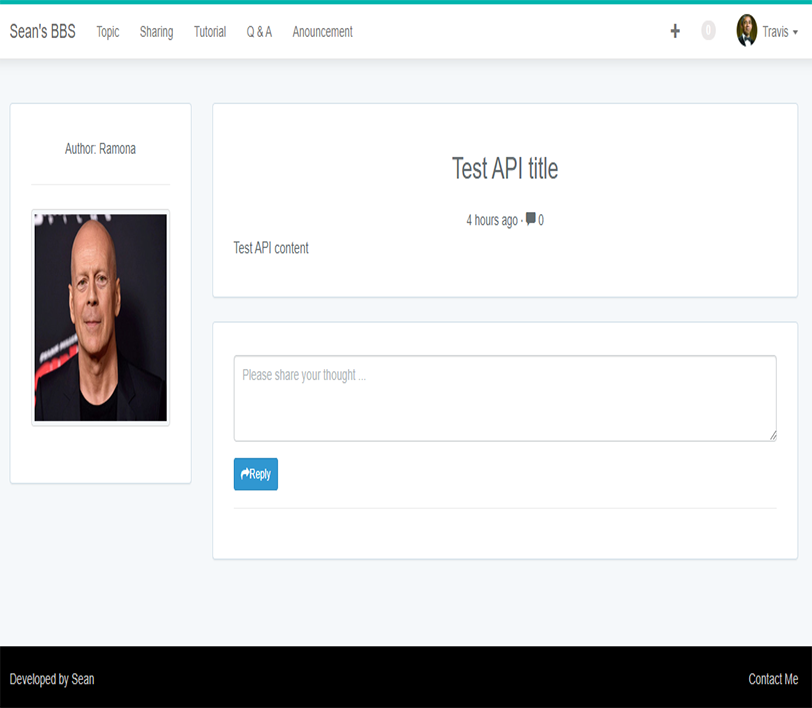 Sean's BBS Topic Sharing Tutorial Q & A Anouncement 0 Travis
Author: Ramona
Test API title
4 hours ago · 0
Test API content
Please share your thought ...
Reply
Developed by Sean Contact Me